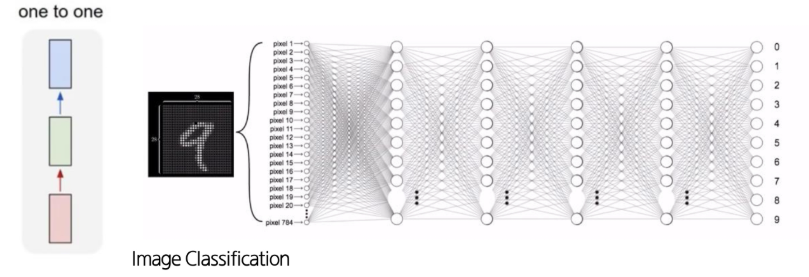 one to one
28
28
pixel 1
pixel 2
pixel 3
pixel 4
pixel 5
pixel 6
pixel 7
pixel 8
pixel 9
pixel 10
pixel 11
pixel 12
pixel 13
pixel 14
pixel 15
pixel 16
pixel 17
pixel 18
pixel 19
pixel 20
pixel 784
0
1
2
3
4
5
6
7
8
9
Image Classification